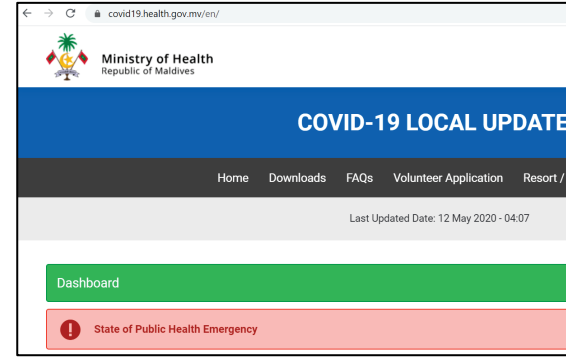 covid19.health.gov.mv/en/
Ministry of Health
Republic of Maldives
COVID-19 LOCAL UPDATE
Home Downloads FAQs Volunteer Application Resort /
Last Updated Date: 12 May 2020 - 04:07
Dashboard
State of Public Health Emergency